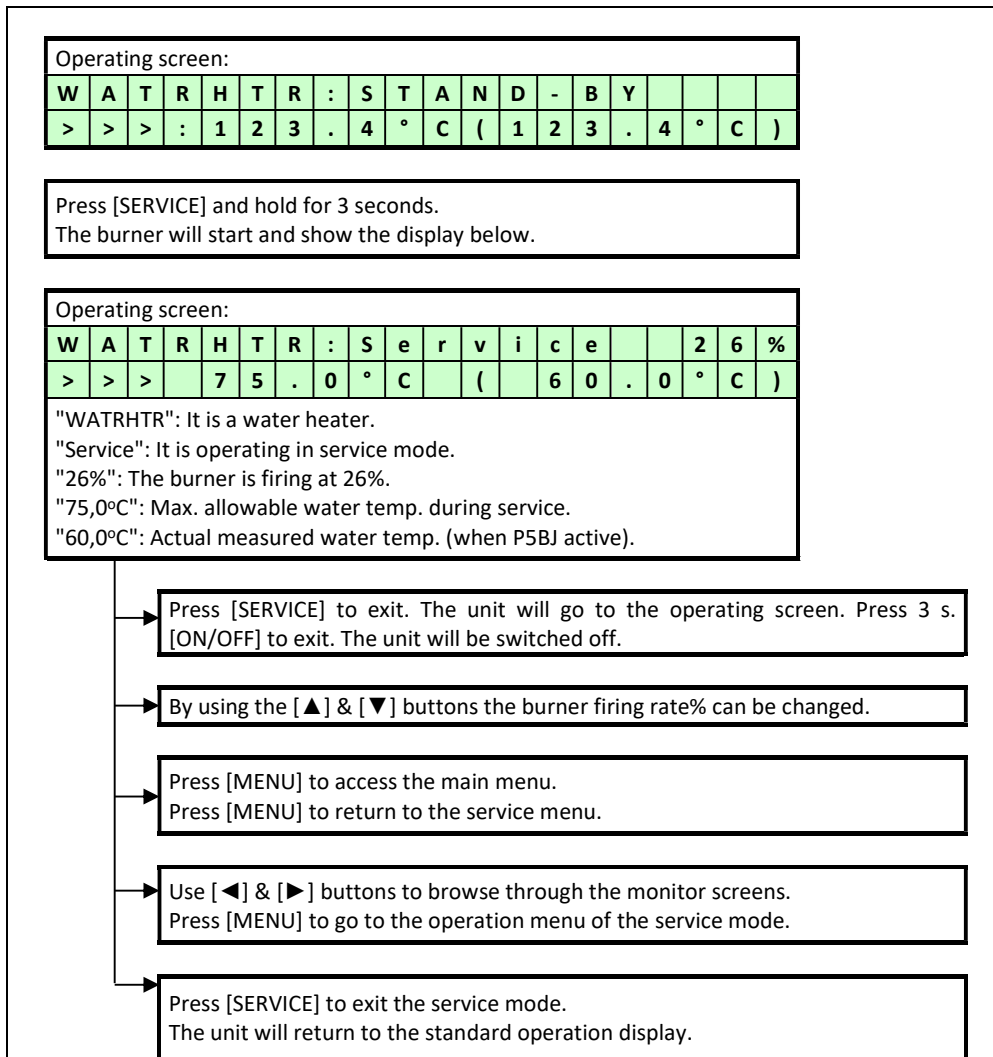 Operating screen:
WATRHTR:STAND-BY
>>>:123.4°C(123.4°C)
Press [SERVICE] and hold for 3 seconds.
The burner will start and show the display below.
Operating screen:
WATRHTR:Service  26%
>>> 75.0°C ( 60.0°C)
"WATRHTR": It is a water heater.
"Service": It is operating in service mode.
"26%": The burner is firing at 26%.
"75,0ºC": Max. allowable water temp. during service.
"60,0ºC": Actual measured water temp. (when P5BJ active).
Press [SERVICE] to exit. The unit will go to the operating screen. Press 3 s.
[ON/OFF] to exit. The unit will be switched off.
By using the [▲] & [▼] buttons the burner firing rate% can be changed.
Press [MENU] to access the main menu.
Press [MENU] to return to the service menu.
Use [◄] & [►] buttons to browse through the monitor screens.
Press [MENU] to go to the operation menu of the service mode.
Press [SERVICE] to exit the service mode.
The unit will return to the standard operation display.